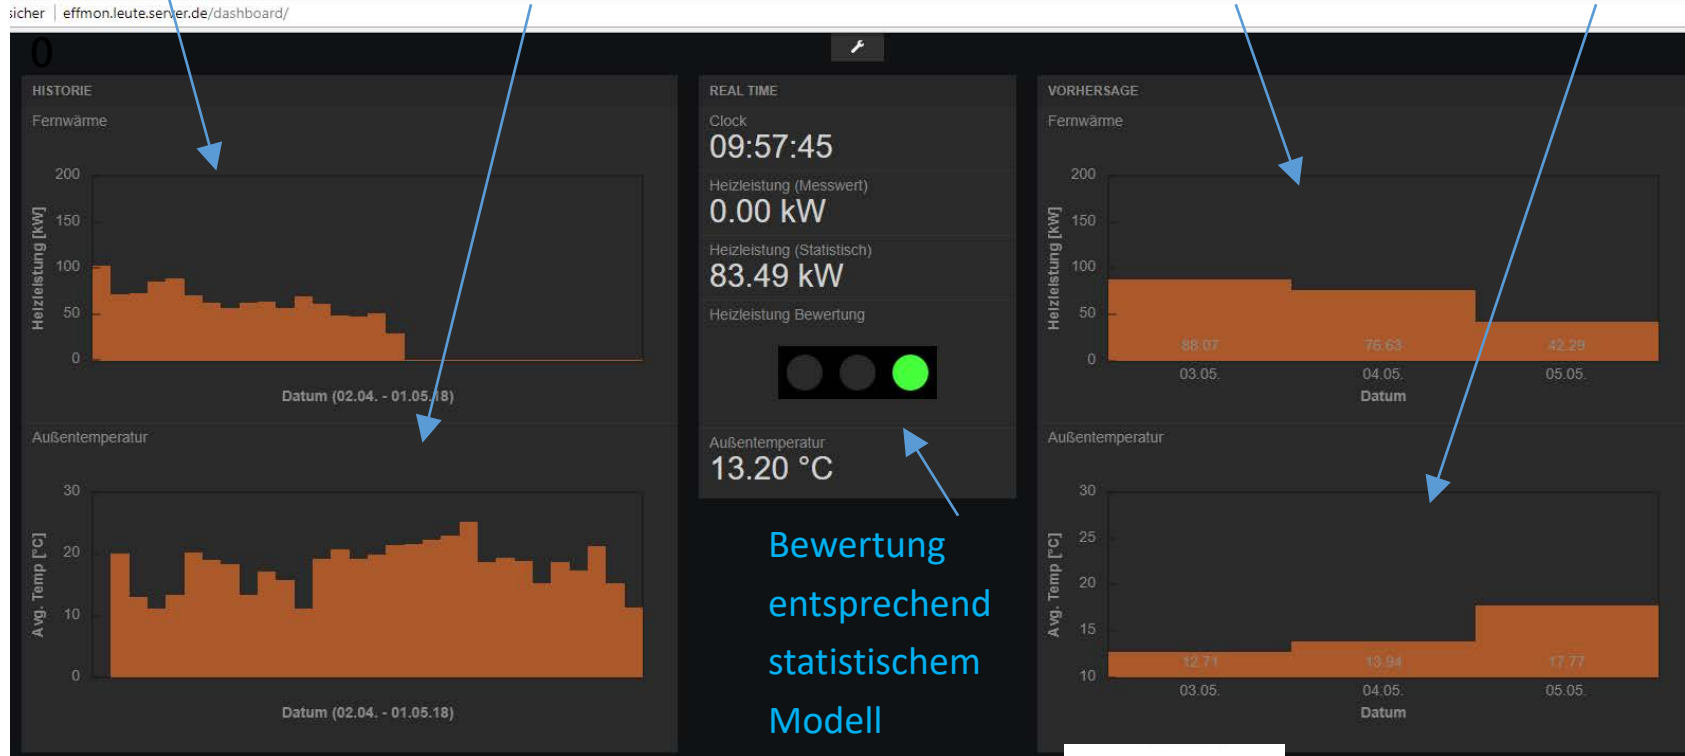 sicher | effmon.leute.server.de/dashboard/
0
HISTORIE
Fernwärme
200
150
100
50
0
Heizleistung [kW]
Datum (02.04. - 01.05.18)
Außentemperatur
30
20
10
0
Avg. Temp [°C]
Datum (02.04. - 01.05.18)
REAL TIME
Clock
09:57:45
Heizleistung (Messwert)
0.00 kW
Heizleistung (Statistisch)
83.49 kW
Heizleistung Bewertung
Außentemperatur
13.20 °C
Bewertung
entsprechend
statistischem
Modell
VORHERSAGE
Fernwärme
200
150
100
50
0
Heizleistung [kW]
88.07 76.63 42.29
03.05. 04.05. 05.05.
Datum
Außentemperatur
30
25
20
15
10
Avg. Temp [°C]
12.71 13.94 17.77
03.05. 04.05. 05.05.
Datum